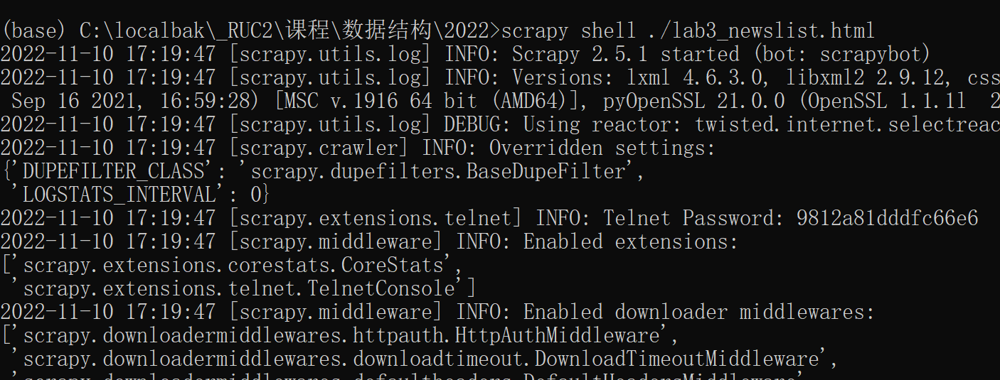 (base) C:\localbak\_RUC2\课程\数据结构\2022>scrapy shell ./lab3_newslist.html
2022-11-10 17:19:47 [scrapy.utils.log] INFO: Scrapy 2.5.1 started (bot: scrapybot)
2022-11-10 17:19:47 [scrapy.utils.log] INFO: Versions: lxml 4.6.3.0, libxml2 2.9.12, css
Sep 16 2021, 16:59:28) [MSC v.1916 64 bit (AMD64)], pyOpenSSL 21.0.0 (OpenSSL 1.1.1l  2
2022-11-10 17:19:47 [scrapy.utils.log] DEBUG: Using reactor: twisted.internet.selectreac
2022-11-10 17:19:47 [scrapy.crawler] INFO: Overridden settings:
{'DUPEFILTER_CLASS': 'scrapy.dupefilters.BaseDupeFilter',
 'LOGSTATS_INTERVAL': 0}
2022-11-10 17:19:47 [scrapy.extensions.telnet] INFO: Telnet Password: 9812a81dddfc66e6
2022-11-10 17:19:47 [scrapy.middleware] INFO: Enabled extensions:
['scrapy.extensions.corestats.CoreStats',
 'scrapy.extensions.telnet.TelnetConsole']
2022-11-10 17:19:47 [scrapy.middleware] INFO: Enabled downloader middlewares:
['scrapy.downloadermiddlewares.httpauth.HttpAuthMiddleware',
 'scrapy.downloadermiddlewares.downloadtimeout.DownloadTimeoutMiddleware',
 'scrapy.downloadermiddlewares.defaultheaders.DefaultHeadersMiddleware',